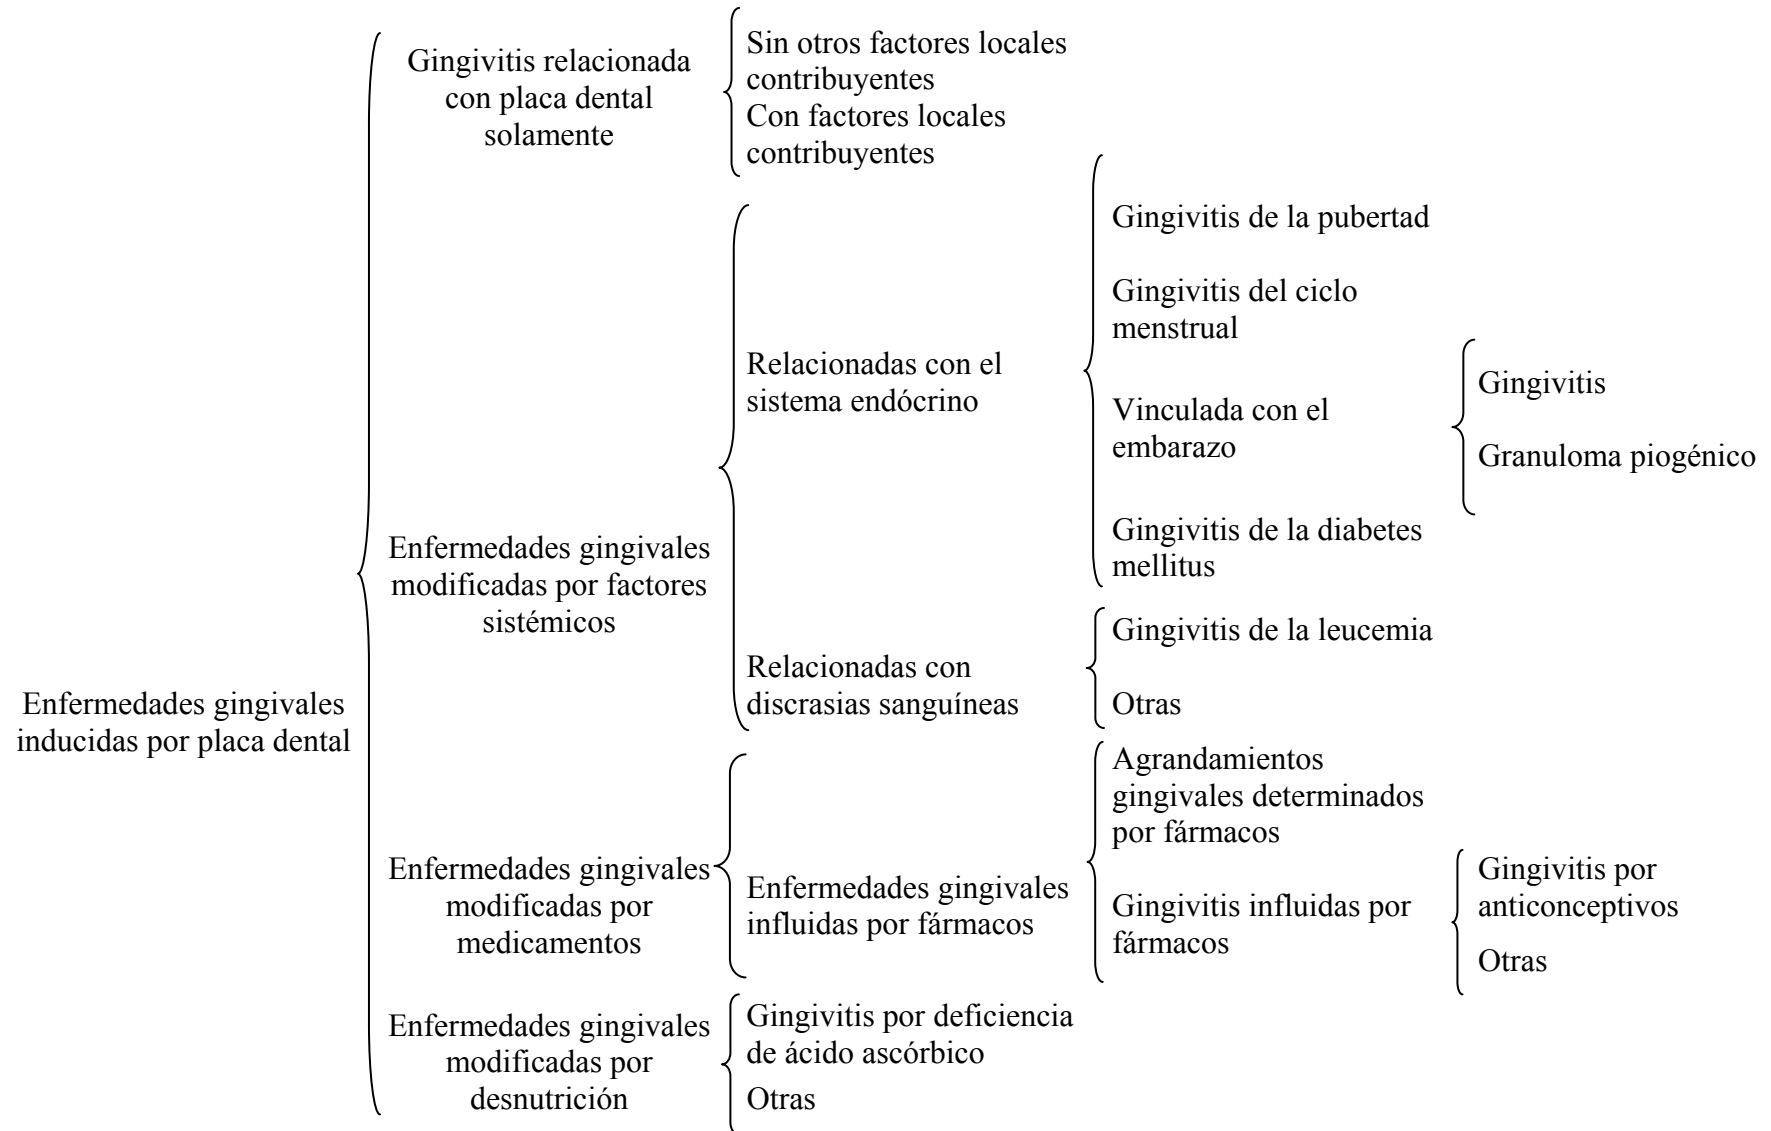 Gingivitis relacionada
con placa dental
solamente
Sin otros factores locales
contribuyentes
Con factores locales
contribuyentes
Enfermedades gingivales
inducidas por placa dental
Enfermedades gingivales
modificadas por factores
sistémicos
Relacionadas con el
sistema endócrino
Gingivitis de la pubertad
Gingivitis del ciclo
menstrual
Vinculada con el
embarazo
Gingivitis
Granuloma piogénico
Gingivitis de la diabetes
mellitus
Relacionadas con
discrasias sanguíneas
Gingivitis de la leucemia
Otras
Enfermedades gingivales
modificadas por
medicamentos
Enfermedades gingivales
influidas por fármacos
Agrandamientos
gingivales determinados
por fármacos
Gingivitis influidas por
fármacos
Gingivitis por
anticonceptivos
Otras
Enfermedades gingivales
modificadas por
desnutrición
Gingivitis por deficiencia
de ácido ascórbico
Otras